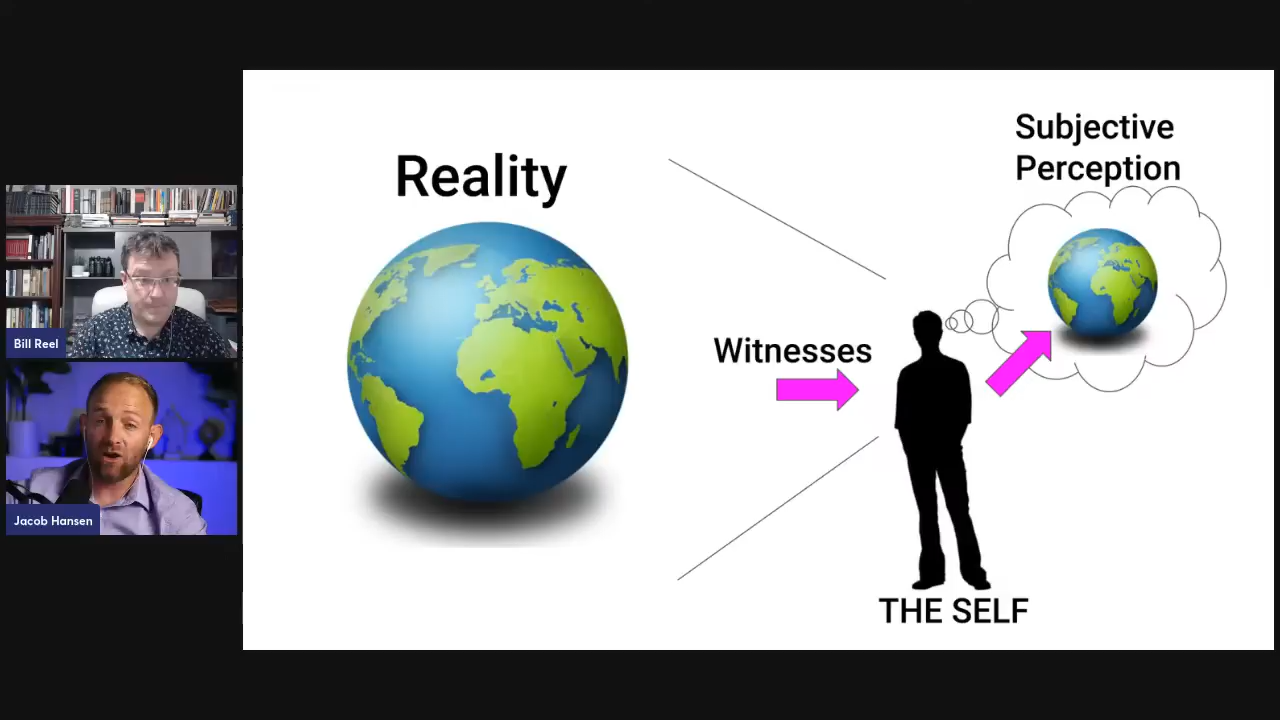 Reality
Subjective
Perception
Witnesses
THE SELF
Bill Reel
Jacob Hansen